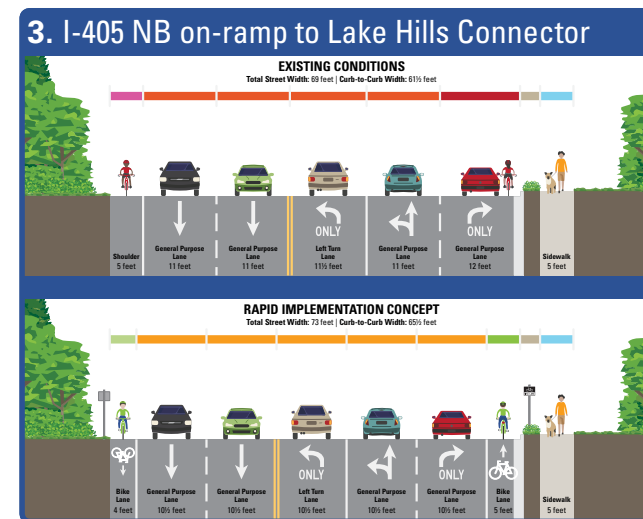 3. I-405 NB on-ramp to Lake Hills Connector
EXISTING CONDITIONS
Total Street Width: 69 feet | Curb-to-Curb Width: 61½ feet
ONLY
ONLY
Shoulder
5 feet
General Purpose
Lane
11 feet
General Purpose
Lane
11 feet
Left Turn
Lane
11½ feet
General Purpose
Lane
11 feet
General Purpose
Lane
12 feet
Sidewalk
5 feet
RAPID IMPLEMENTATION CONCEPT
Total Street Width: 73 feet | Curb-to-Curb Width: 65½ feet
ONLY
ONLY
Bike
Lane
4 feet
General Purpose
Lane
10½ feet
General Purpose
Lane
10½ feet
Left Turn
Lane
10½ feet
General Purpose
Lane
10½ feet
General Purpose
Lane
10½ feet
Bike
Lane
5 feet
Sidewalk
5 feet